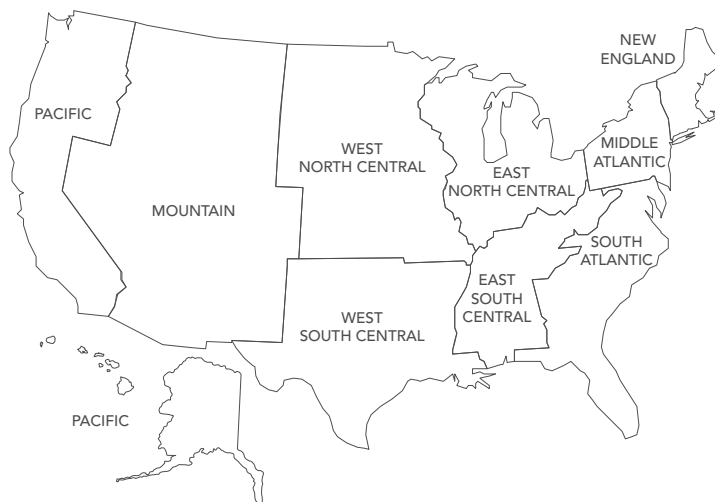 NEW
ENGLAND
PACIFIC
MIDDLE
ATLANTIC
WEST
NORTH CENTRAL
EAST
NORTH CENTRAL
MOUNTAIN
SOUTH
ATLANTIC
EAST
SOUTH
CENTRAL
WEST
SOUTH CENTRAL
PACIFIC